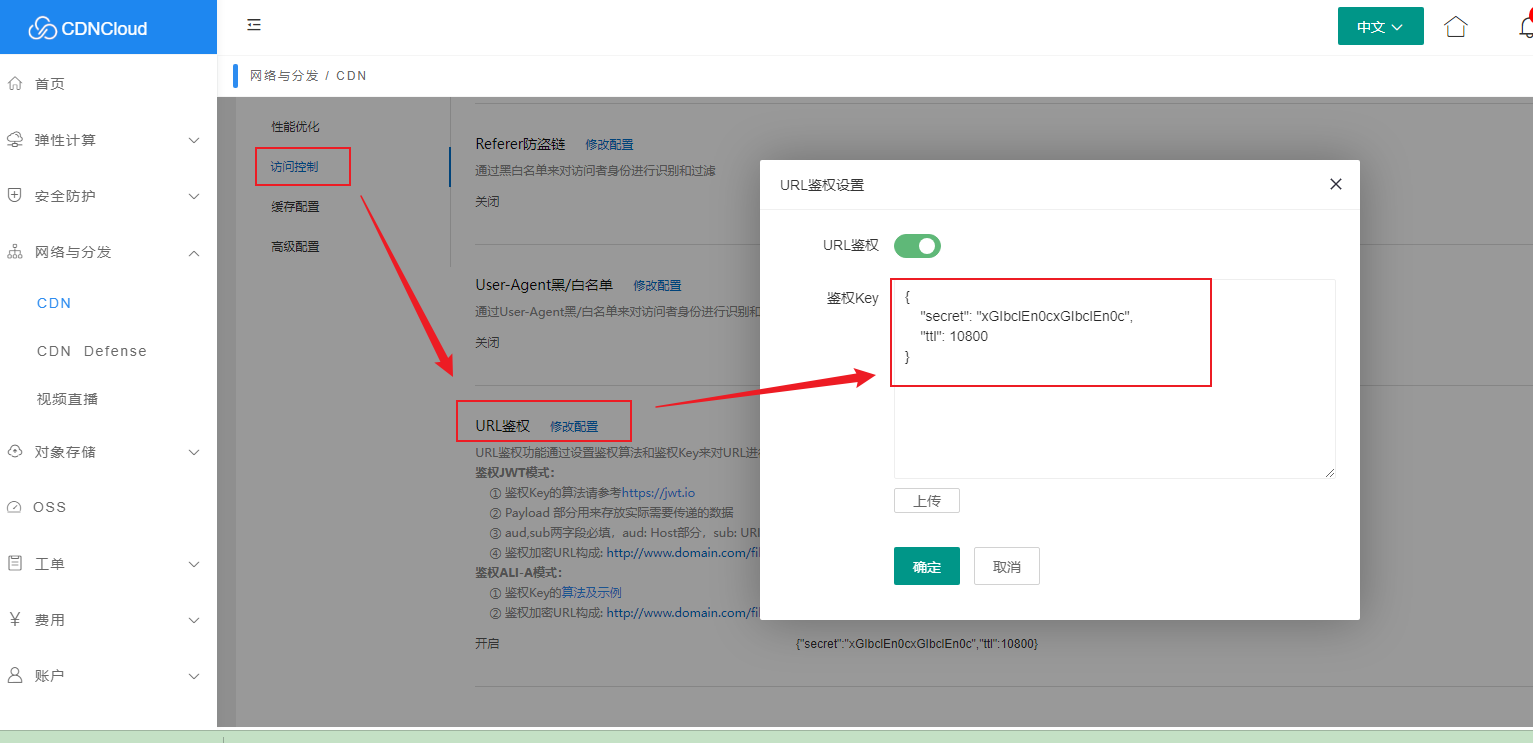 CDNCloud
中文
网络与分发 / CDN
首页
弹性计算
安全防护
网络与分发
CDN
CDN Defense
视频直播
对象存储
OSS
工单
费用
账户
性能优化
访问控制
缓存配置
高级配置
Referer防盗链 修改配置
通过黑白名单来对访问者身份进行识别和过滤
关闭
User-Agent黑/白名单 修改配置
通过User-Agent黑/白名单来对访问者身份进行识别和
关闭
URL鉴权 修改配置
URL鉴权功能通过设置鉴权算法和鉴权Key来对URL进
鉴权JWT模式：
① 鉴权Key的算法请参考https://jwt.io
② Payload 部分用来存放实际需要传递的数据
③ aud,sub两字段必填，aud: Host部分，sub: URI
④ 鉴权加密URL构成: http://www.domain.com/fil
鉴权ALI-A模式：
① 鉴权Key的算法及示例
② 鉴权加密URL构成: http://www.domain.com/fil
开启 {"secret":"xGIbclEn0cxGIbclEn0c","ttl":10800}
URL鉴权设置
URL鉴权
鉴权Key
{
"secret": "xGIbclEn0cxGIbclEn0c",
"ttl": 10800
}
上传
确定 取消